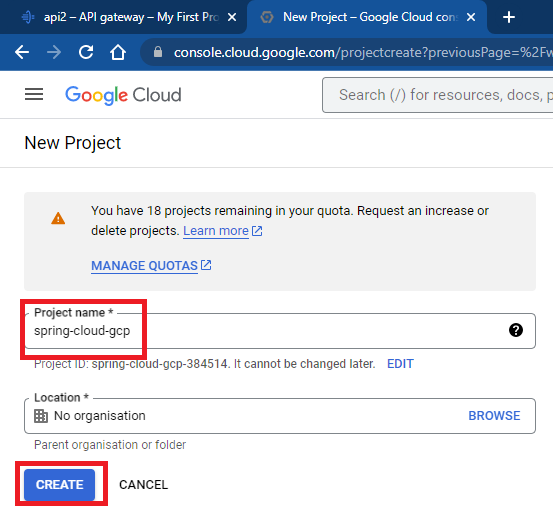 api2 – API gateway – My First Pro
New Project – Google Cloud con
console.cloud.google.com/projectcreate?previousPage=%2Fw
Google Cloud
Search (/) for resources, docs, p
New Project
You have 18 projects remaining in your quota. Request an increase or
delete projects. Learn more
MANAGE QUOTAS
Project name *
spring-cloud-gcp
Project ID: spring-cloud-gcp-384514. It cannot be changed later. EDIT
Location *
No organisation BROWSE
Parent organisation or folder
CREATE CANCEL